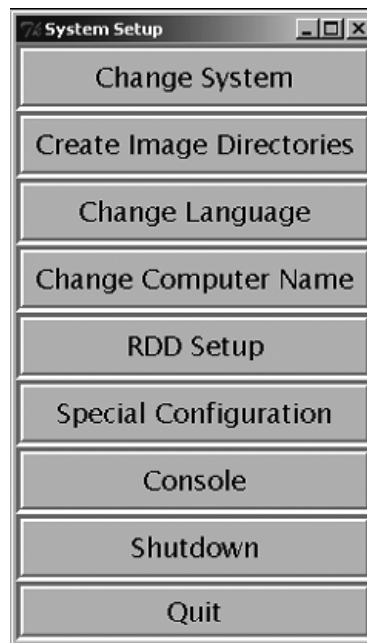 System Setup
Change System
Create Image Directories
Change Language
Change Computer Name
RDD Setup
Special Configuration
Console
Shutdown
Quit